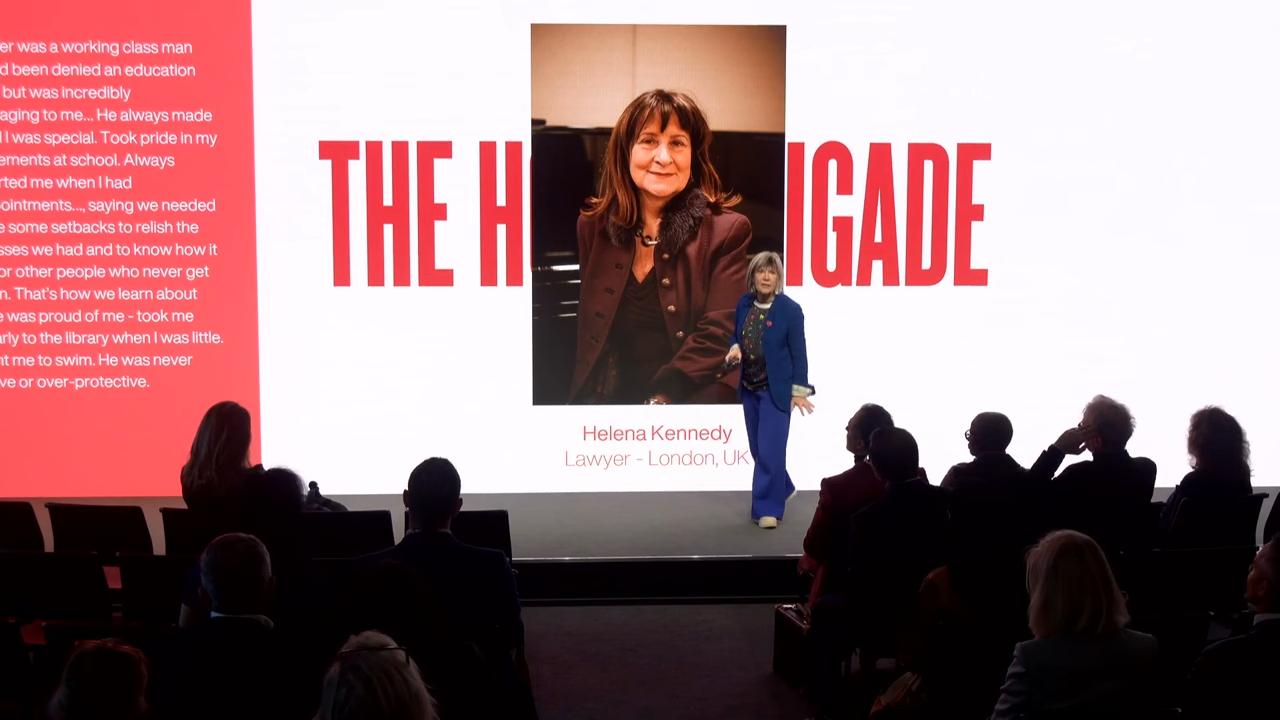 er was a working class man
d been denied an education
but was incredibly
aging to me... He always made
I was special. Took pride in my
ements at school. Always
rted me when I had
ointments..., saying we needed
e some setbacks to relish the
sses we had and to know how it
or other people who never get
n. That's how we learn about
e was proud of me - took me
arly to the library when I was little.
nt me to swim. He was never
ve or over-protective.
THE H IGADE
Helena Kennedy
Lawyer - London, UK